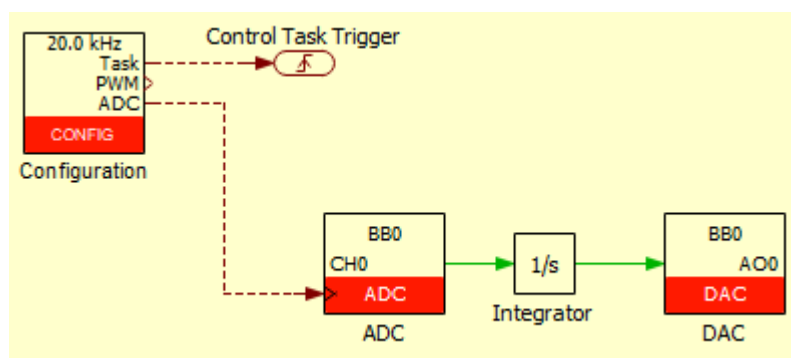 20.0 kHz
Task
PWM
ADC
CONFIG
Configuration
Control Task Trigger
BB0
CH0
ADC
ADC
1/s
Integrator
BB0
AO0
DAC
DAC